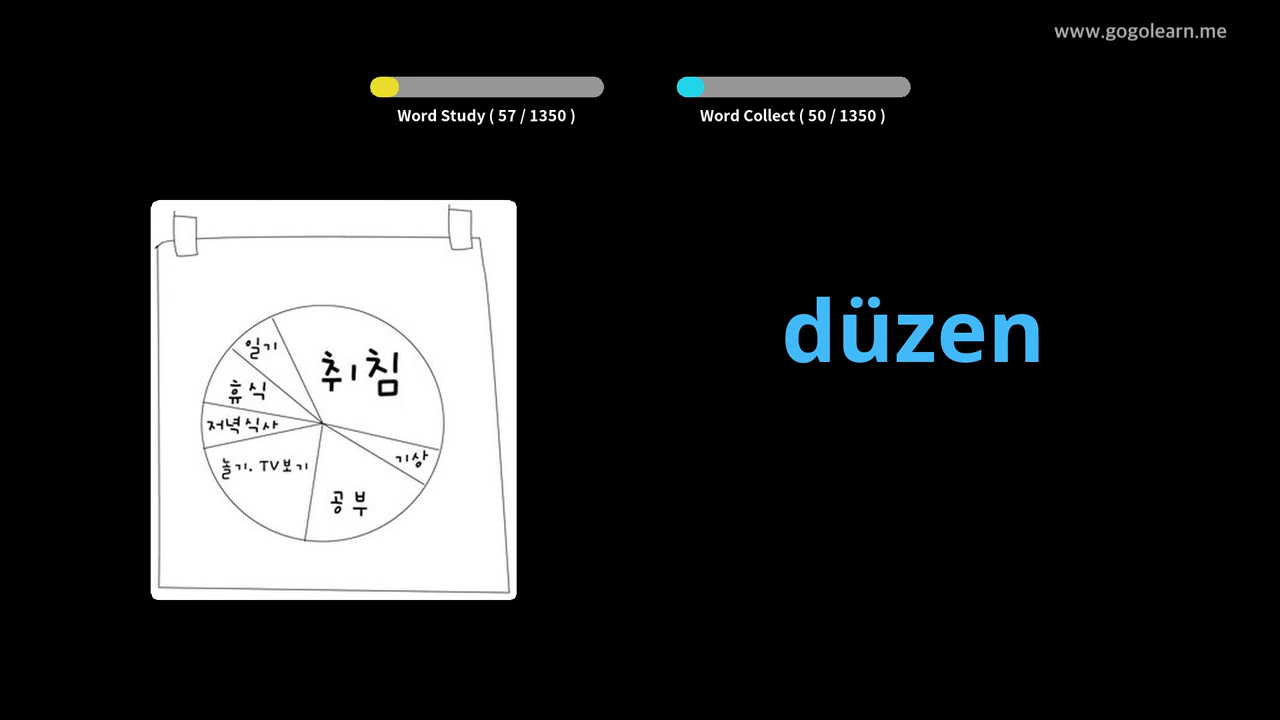 www.gogolearn.me
Word Study ( 57 / 1350 )
Word Collect ( 50 / 1350 )
일기
취침
휴식
저녁식사
놀기. TV보기
기상
공부
düzen